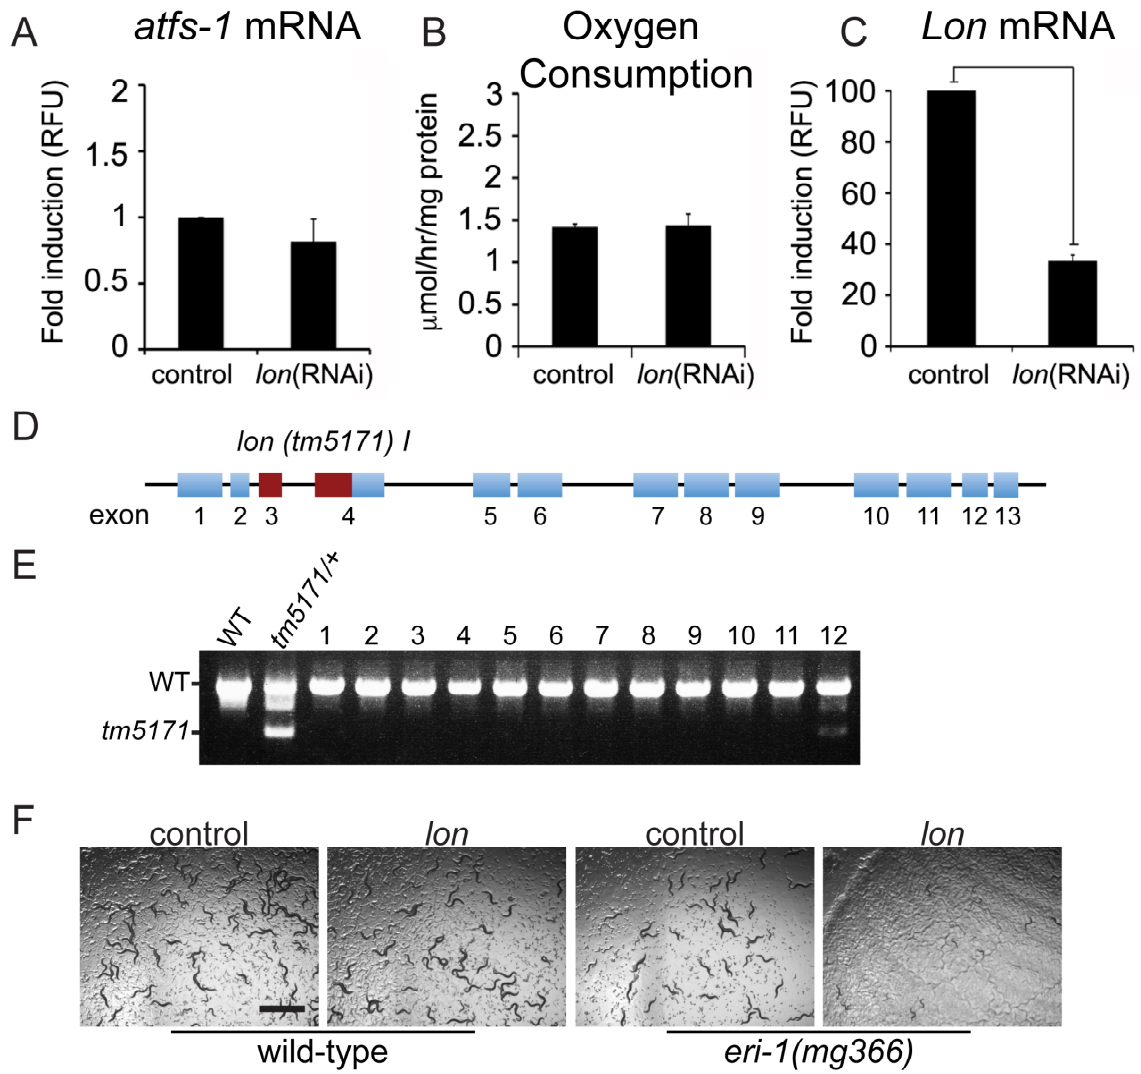 A
atfs-1 mRNA
Fold induction (RFU)
2
1.5
1
0.5
0
control
lon(RNAi)
B
Oxygen
Consumption
μmol/hr/mg protein
3
2.5
2
1.5
1
0.5
0
control
lon(RNAi)
C
Lon mRNA
Fold induction (RFU)
100
80
60
40
20
0
control
lon(RNAi)
D
lon (tm5171) I
exon 1 2 3 4 5 6 7 8 9 10 11 12 13
E
WT tm5171/+ 1 2 3 4 5 6 7 8 9 10 11 12
WT
tm5171
F
control lon control lon
wild-type eri-1(mg366)